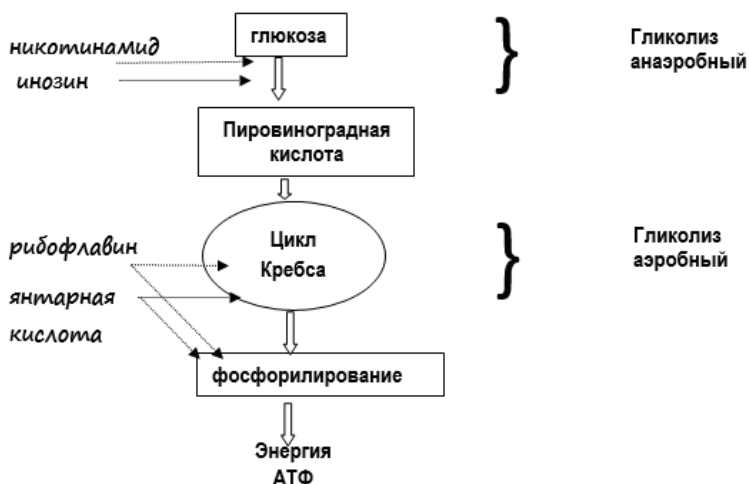 глюкоза
никотинамид
инозин
Гликолиз
анаэробный
Пировиноградная
кислота
Цикл
Кребса
рибофлавин
янтарная
кислота
Гликолиз
аэробный
фосфорилирование
Энергия
АТФ